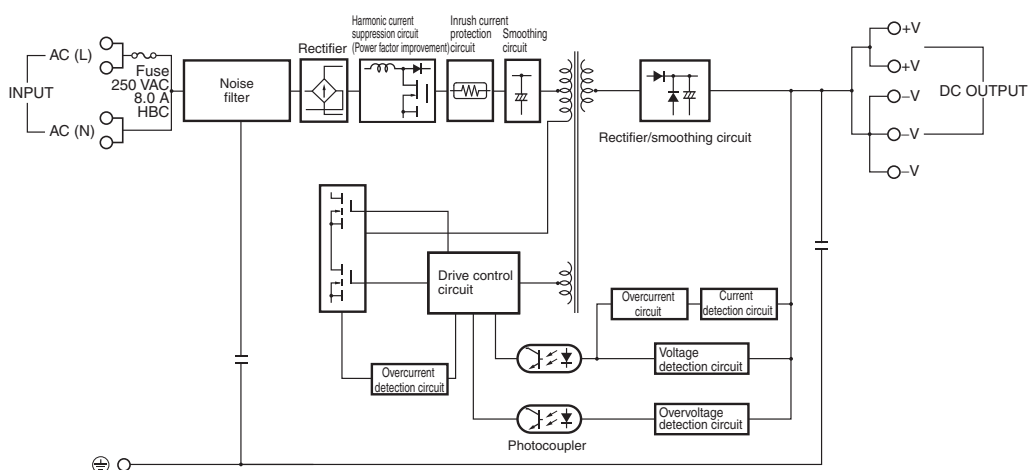 Harmonic current
suppression circuit
(Power factor improvement)
Inrush current
protection
circuit
Smoothing
circuit
Rectifier
INPUT
AC (L)
AC (N)
Fuse
250 VAC
8.0 A
HBC
Noise
filter
Rectifier/smoothing circuit
+V
+V
−V
−V
−V
DC OUTPUT
Drive control
circuit
Overcurrent
circuit
Current
detection circuit
Voltage
detection circuit
Overcurrent
detection circuit
Overvoltage
detection circuit
Photocoupler